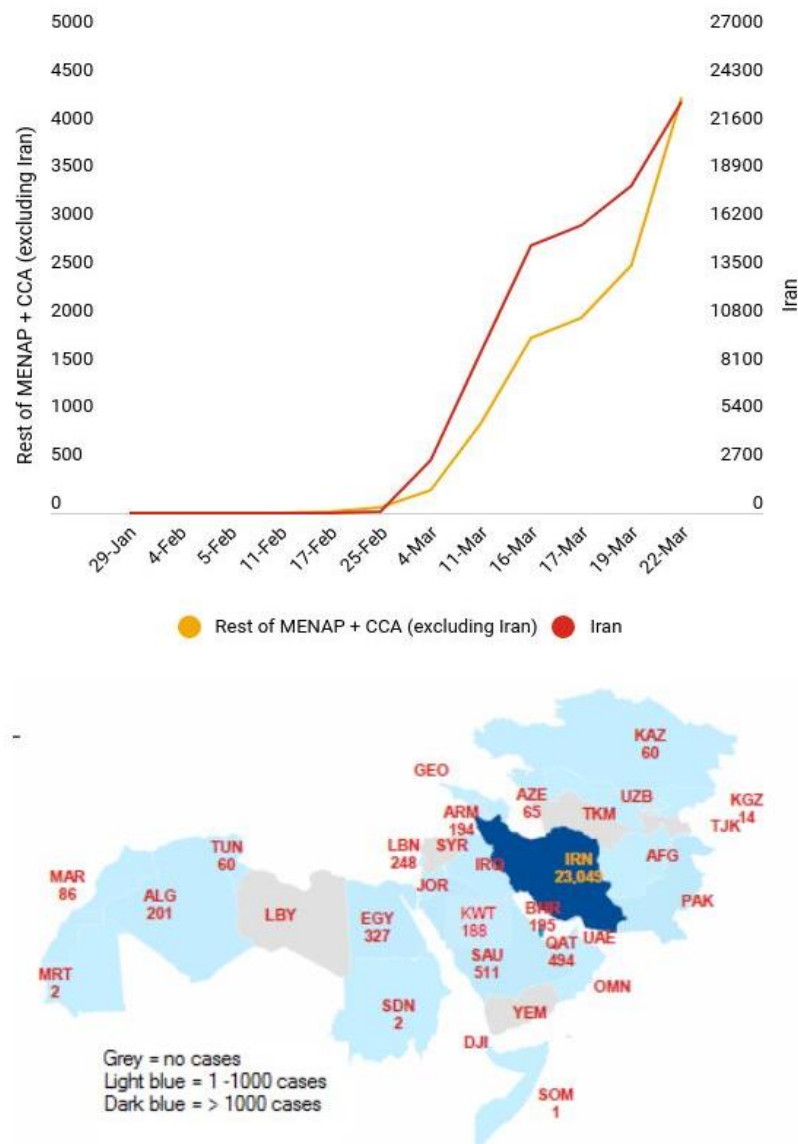 5000
4500
4000
3500
3000
2500
2000
1500
1000
500
0
Rest of MENAP + CCA (excluding Iran)
27000
24300
21600
18900
16200
13500
10800
8100
5400
2700
0
Iran
29-Jan
4-Feb
5-Feb
11-Feb
17-Feb
25-Feb
4-Mar
11-Mar
16-Mar
17-Mar
19-Mar
22-Mar
Rest of MENAP + CCA (excluding Iran)
Iran
-
KAZ
60
GEO
AZE
65
UZB
KGZ
14
ARM
194
TKM
TJK
TUN
60
LBN
248
SYR
IRQ
IRN
23,049
AFG
MAR
86
ALG
201
LBY
JOR
EGY
327
KWT
188
BHR
195
PAK
SAU
511
QAT
494
UAE
MRT
2
OMN
SDN
2
YEM
DJI
SOM
1
Grey = no cases
Light blue = 1 -1000 cases
Dark blue = > 1000 cases